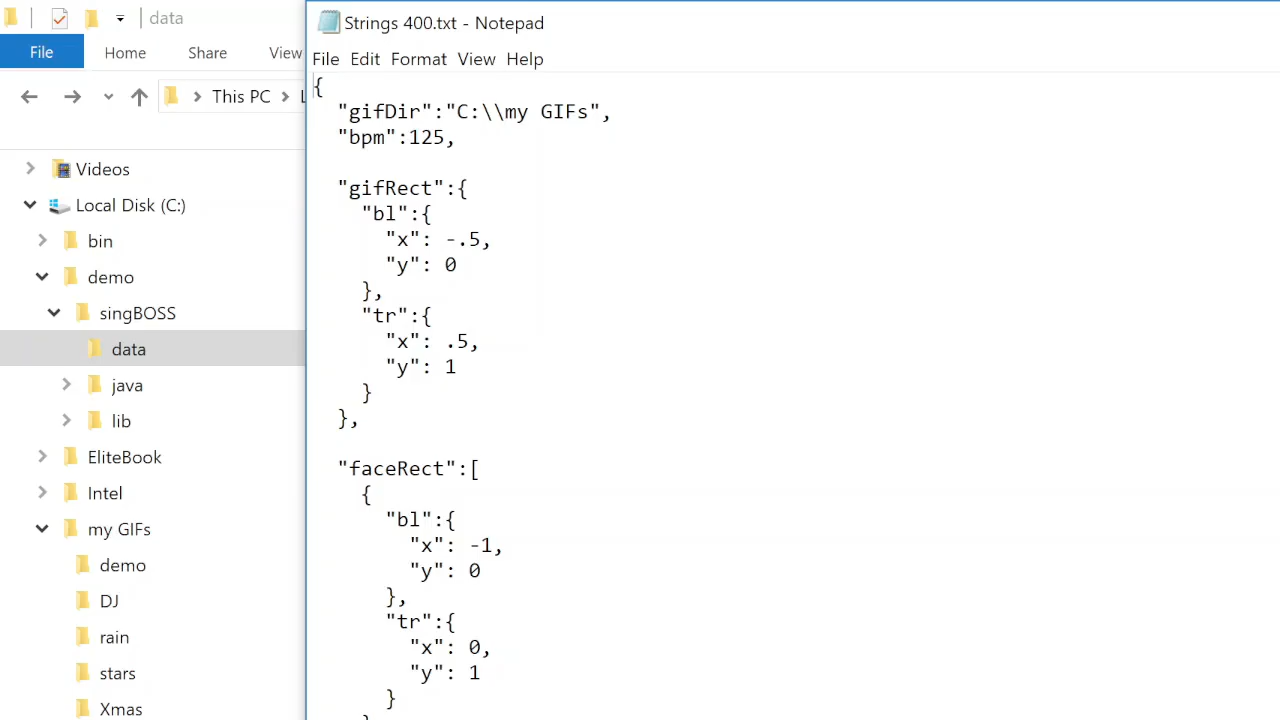 data
File
Home
Share
View
This PC
Videos
Local Disk (C:)
bin
demo
singBOSS
data
java
lib
EliteBook
Intel
my GIFs
demo
DJ
rain
stars
Xmas
Strings 400.txt - Notepad
File Edit Format View Help
{
"gifDir":"C:\\my GIFs",
"bpm":125,
"gifRect":{
"bl":{
"x": -.5,
"y": 0
},
"tr":{
"x": .5,
"y": 1
}
},
"faceRect":[
{
"bl":{
"x": -1,
"y": 0
},
"tr":{
"x": 0,
"y": 1
}